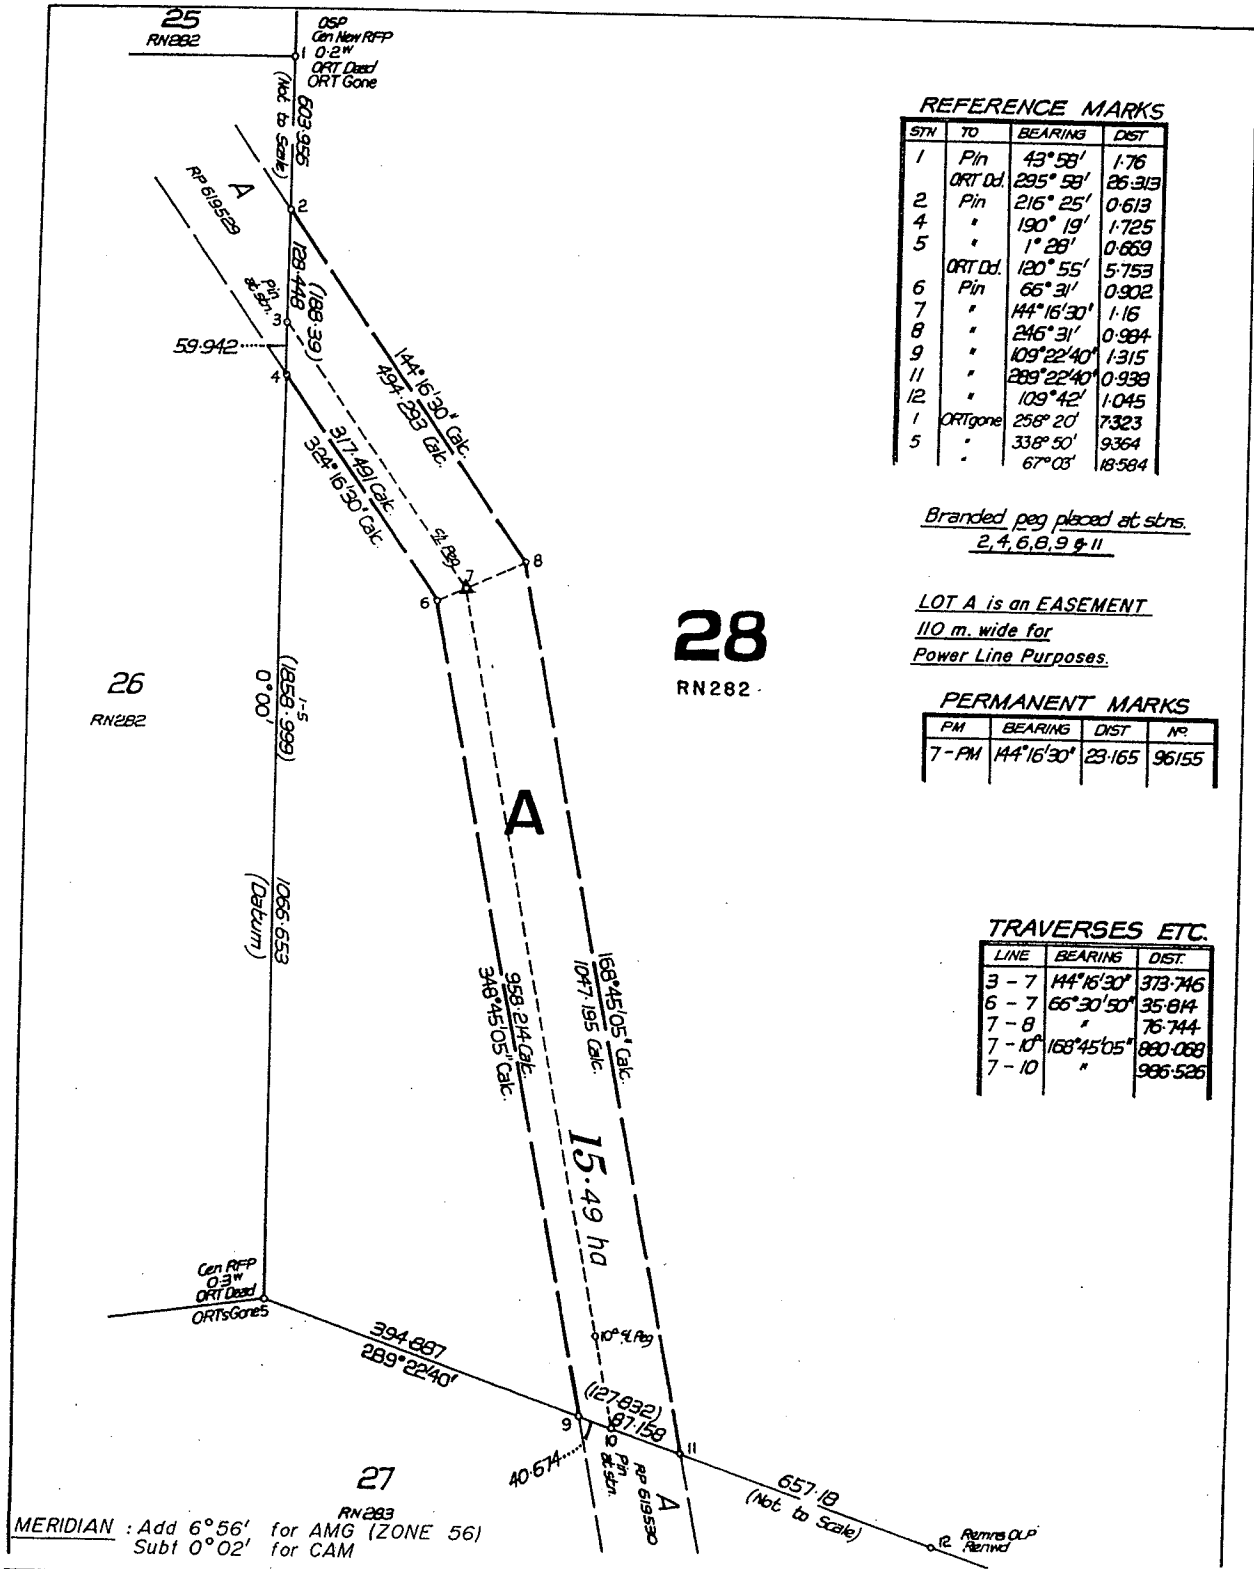 25
RN282
OSP
Cen New RFP
0·2ᵂ
ORT Dead
ORT Gone
1
603·956
(Not to Scale)
A
RP 619529
2
128·448
(188·39)
Pin
at stn.
3
59·942
4
144°16'30" Calc.
494·293 Calc.
317·491 Calc.
324°16'30" Calc.
℄ Peg
7
8
6
28
RN282
26
RN282
1-5
(1858·999)
0°00'
A
1066·653
(Datum)
168°45'05" Calc.
1047·195 Calc.
958·214 Calc.
348°45'05" Calc.
15·49 ha
Cen RFP
0·3ᵂ
ORT Dead
ORTs Gone
5
394·887
289°22'40"
10ᴬ ℄ Peg
(127·832)
87·158
9
10
Pin
at stn.
11
40·674
A
RP 619530
657·18
(Not to Scale)
12
Remns OLP
Renwd
27
RN283
MERIDIAN : Add 6°56' for AMG (ZONE 56)
Subt 0°02' for CAM
REFERENCE MARKS
STN TO BEARING DIST
1 Pin 43°58' 1·76
ORT Dd. 295°58' 26·313
2 Pin 216°25' 0·613
4 " 190°19' 1·725
5 " 1°28' 0·669
ORT Dd. 120°55' 5·753
6 Pin 66°31' 0·902
7 " 144°16'30" 1·16
8 " 246°31' 0·984
9 " 109°22'40" 1·315
11 " 289°22'40" 0·938
12 " 109°42' 1·045
1 ORT gone 258°20' 7·323
5 " 338°50' 9·364
" 67°03' 18·584
Branded peg placed at stns.
2,4,6,8,9 & 11
LOT A is an EASEMENT
110 m. wide for
Power Line Purposes.
PERMANENT MARKS
PM BEARING DIST Nº
7-PM 144°16'30" 23·165 96155
TRAVERSES ETC.
LINE BEARING DIST.
3 - 7 144°16'30" 373·746
6 - 7 66°30'50" 35·814
7 - 8 " 76·744
7 - 10ᴬ 168°45'05" 880·068
7 - 10 " 986·526